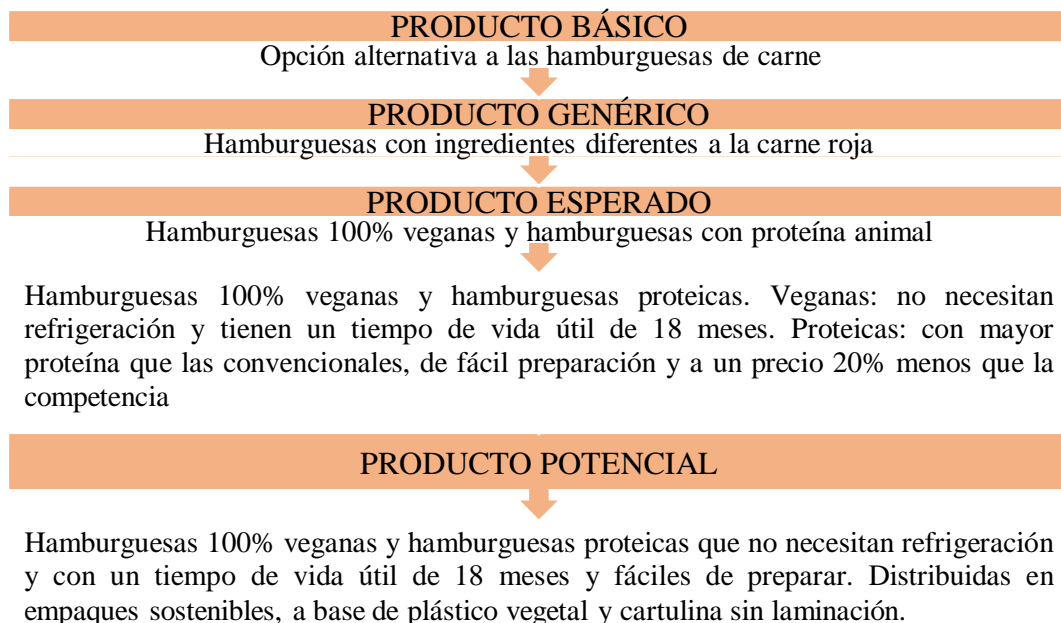 PRODUCTO BÁSICO
Opción alternativa a las hamburguesas de carne
PRODUCTO GENÉRICO
Hamburguesas con ingredientes diferentes a la carne roja
PRODUCTO ESPERADO
Hamburguesas 100% veganas y hamburguesas con proteína animal
Hamburguesas 100% veganas y hamburguesas proteicas. Veganas: no necesitan
refrigeración y tienen un tiempo de vida útil de 18 meses. Proteicas: con mayor
proteína que las convencionales, de fácil preparación y a un precio 20% menos que la
competencia
PRODUCTO POTENCIAL
Hamburguesas 100% veganas y hamburguesas proteicas que no necesitan refrigeración
y con un tiempo de vida útil de 18 meses y fáciles de preparar. Distribuidas en
empaques sostenibles, a base de plástico vegetal y cartulina sin laminación.